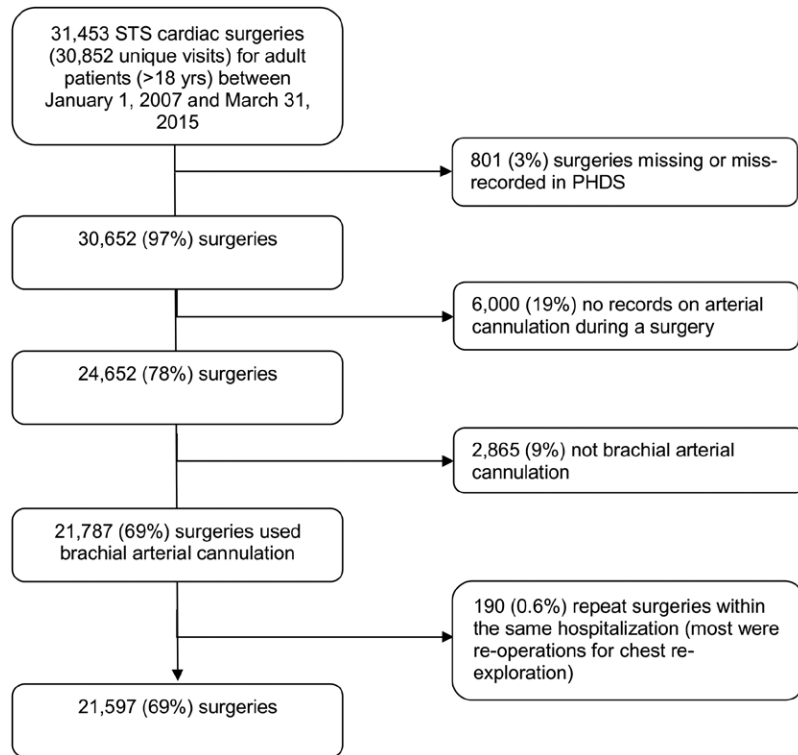 31,453 STS cardiac surgeries
(30,852 unique visits) for adult
patients (>18 yrs) between
January 1, 2007 and March 31,
2015
801 (3%) surgeries missing or miss-
recorded in PHDS
30,652 (97%) surgeries
6,000 (19%) no records on arterial
cannulation during a surgery
24,652 (78%) surgeries
2,865 (9%) not brachial arterial
cannulation
21,787 (69%) surgeries used
brachial arterial cannulation
190 (0.6%) repeat surgeries within
the same hospitalization (most were
re-operations for chest re-
exploration)
21,597 (69%) surgeries